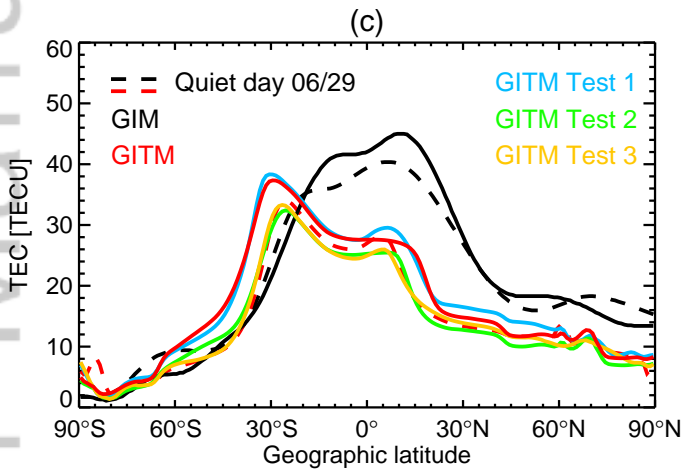 (c)
TEC [TECU]
60
50
40
30
20
10
0
Quiet day 06/29
GIM
GITM
GITM Test 1
GITM Test 2
GITM Test 3
90°S 60°S 30°S 0° 30°N 60°N 90°N
Geographic latitude